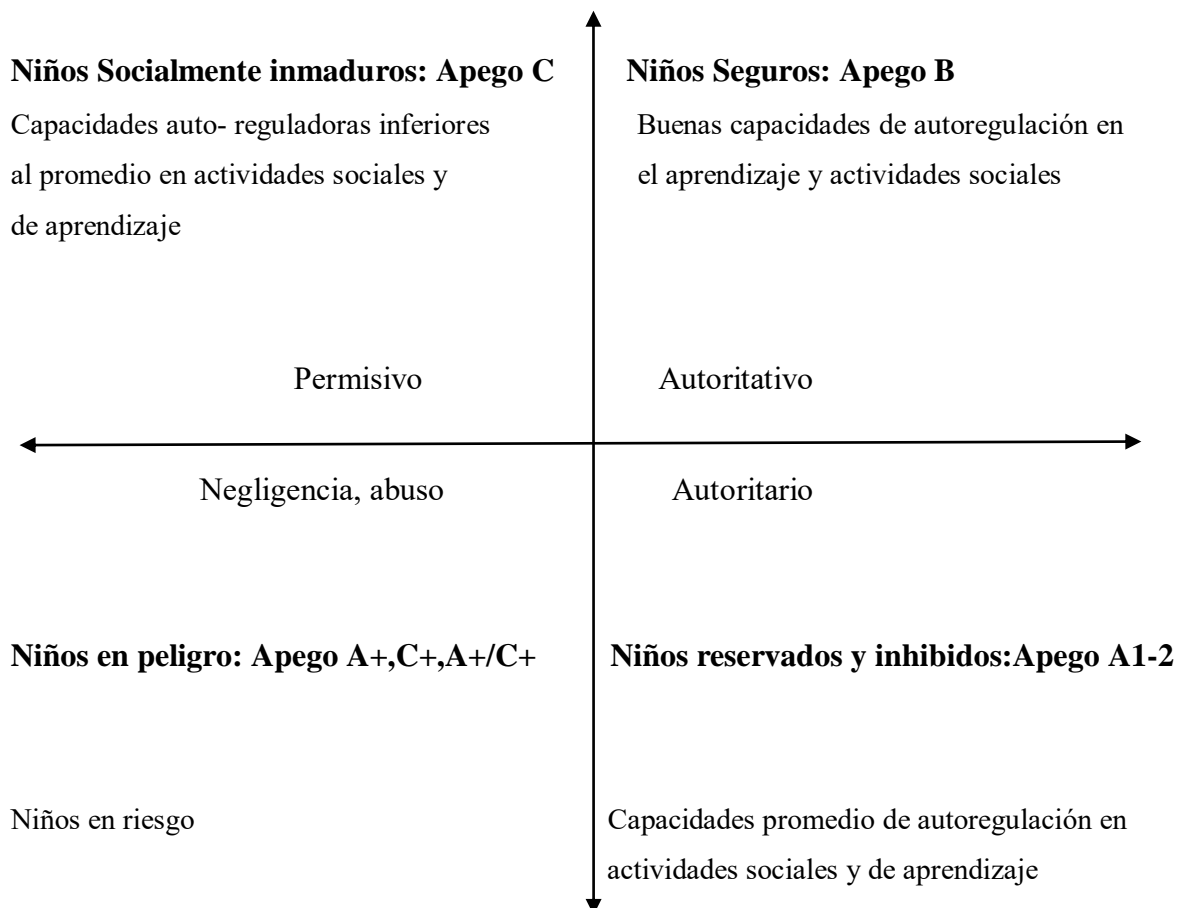 Niños Socialmente inmaduros: Apego C
Capacidades auto- reguladoras inferiores
al promedio en actividades sociales y
de aprendizaje
Niños Seguros: Apego B
Buenas capacidades de autoregulación en
el aprendizaje y actividades sociales
Permisivo
Autoritativo
Negligencia, abuso
Autoritario
Niños en peligro: Apego A+,C+,A+/C+
Niños en riesgo
Niños reservados y inhibidos:Apego A1-2
Capacidades promedio de autoregulación en
actividades sociales y de aprendizaje